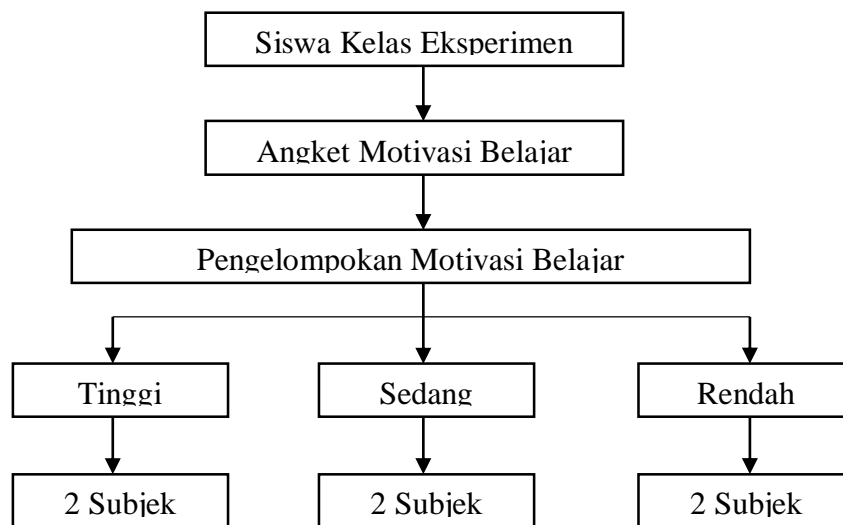 Siswa Kelas Eksperimen
Angket Motivasi Belajar
Pengelompokan Motivasi Belajar
Tinggi
Sedang
Rendah
2 Subjek
2 Subjek
2 Subjek